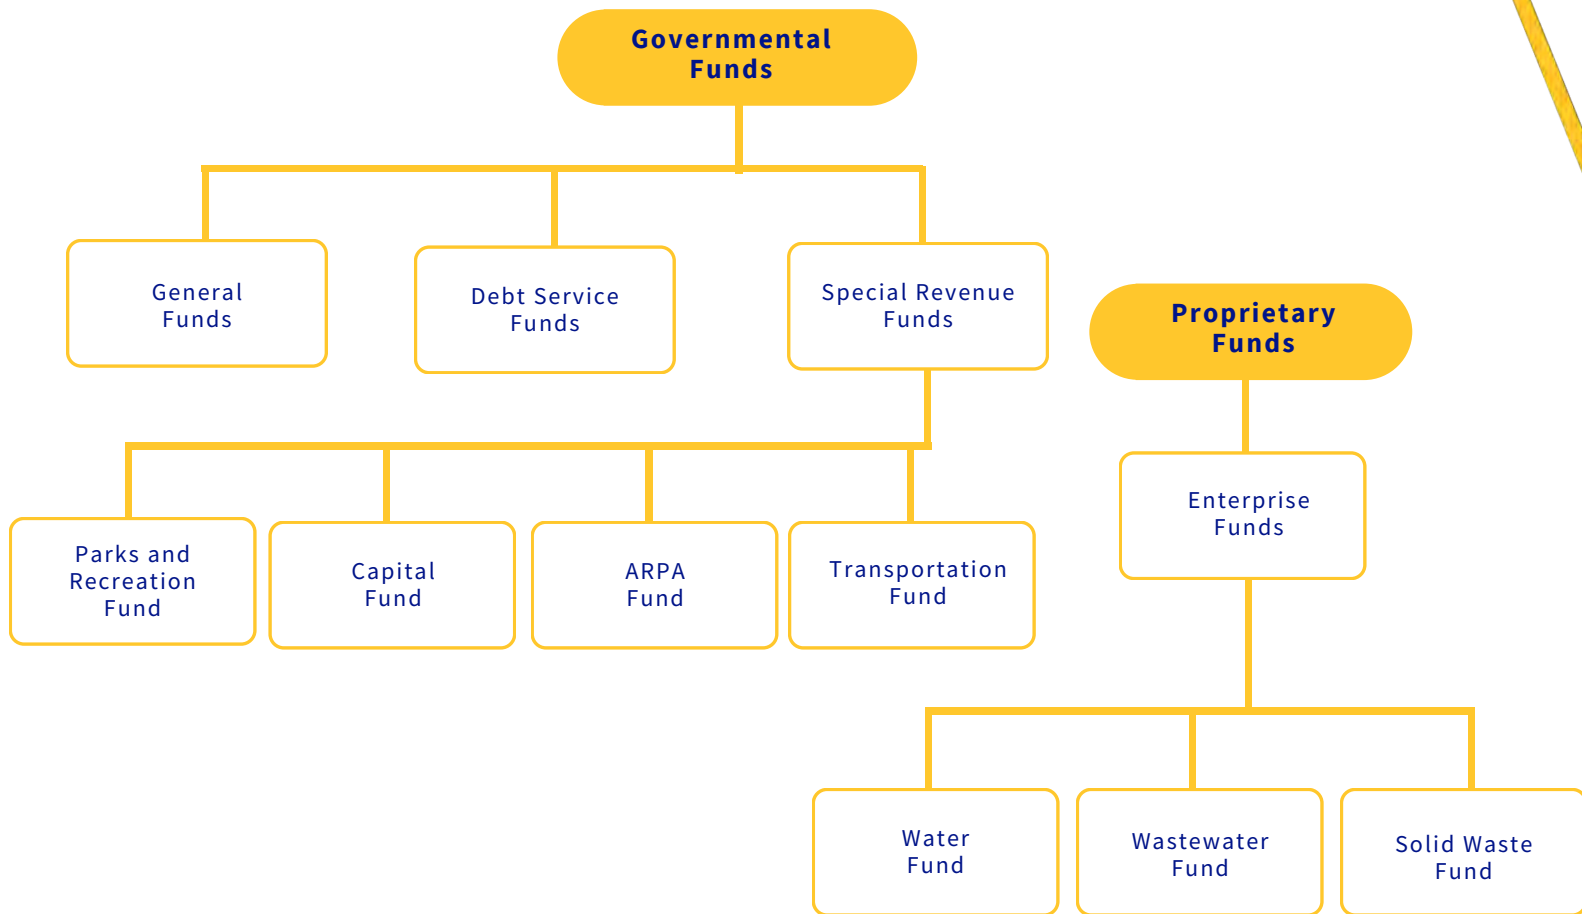 Governmental
Funds
General
Funds
Debt Service
Funds
Special Revenue
Funds
Parks and
Recreation
Fund
Capital
Fund
ARPA
Fund
Transportation
Fund
Proprietary
Funds
Enterprise
Funds
Water
Fund
Wastewater
Fund
Solid Waste
Fund